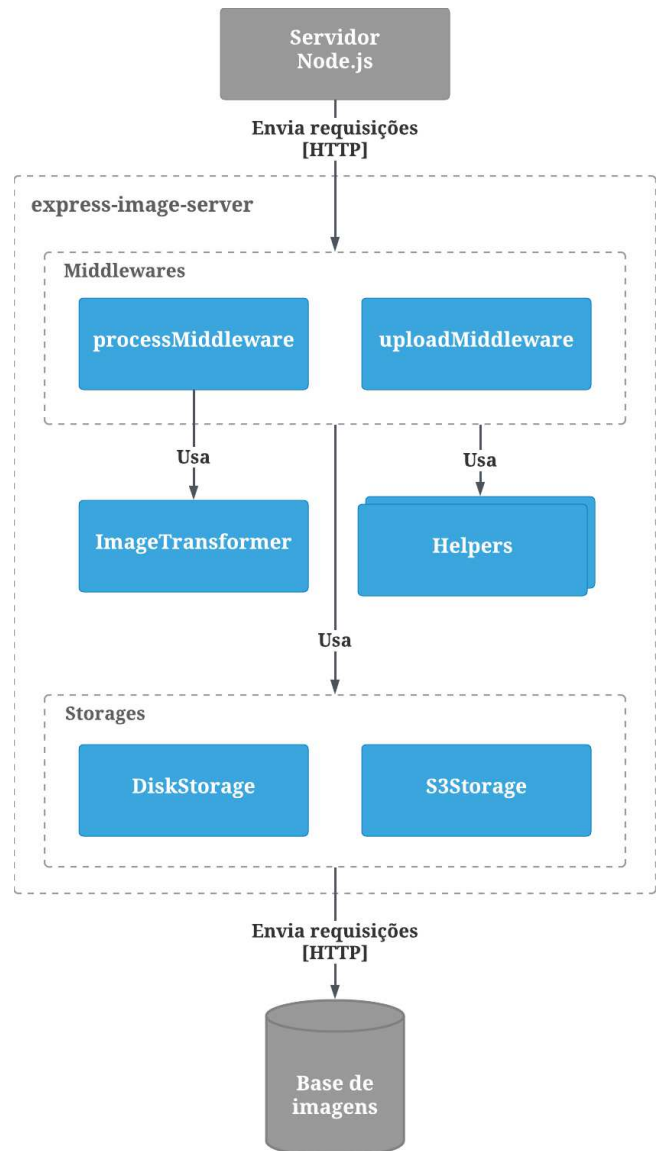 Servidor
Node.js
Envia requisições
[HTTP]
express-image-server
Middlewares
processMiddleware
uploadMiddleware
Usa
Usa
ImageTransformer
Helpers
Usa
Storages
DiskStorage
S3Storage
Envia requisições
[HTTP]
Base de
imagens